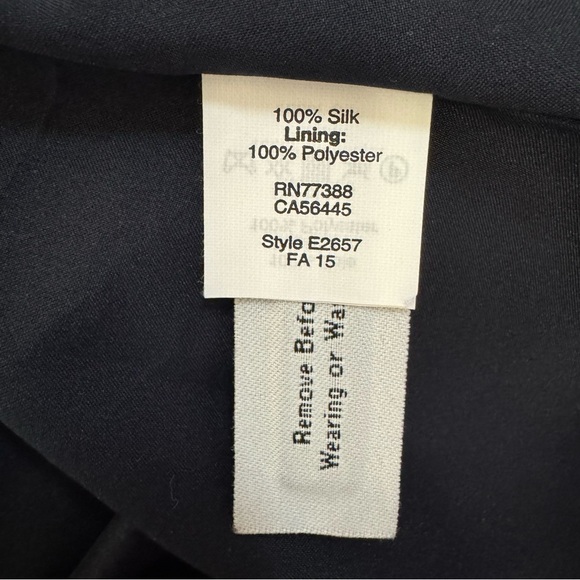 100% Silk
Lining:
100% Polyester
RN77388
CA56445
Style E2657
FA 15
Remove Befo
Wearing or Wa